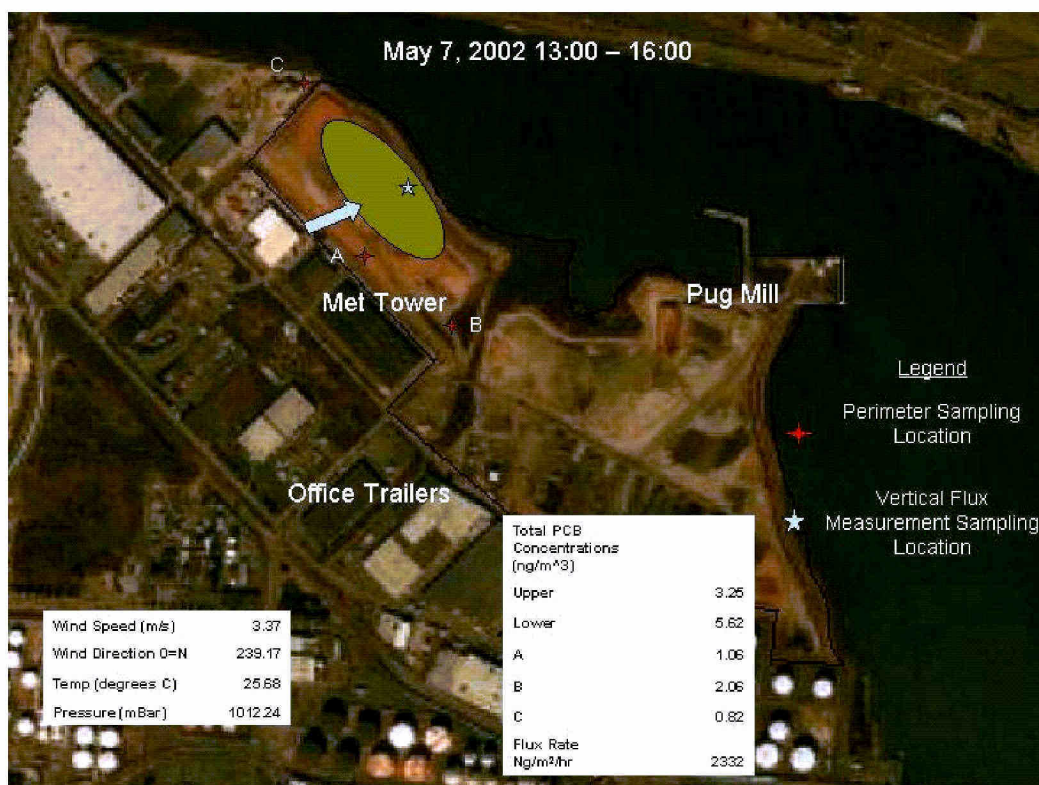 May 7, 2002 13:00 – 16:00
C
A
Met Tower
B
Pug Mill
Legend
Perimeter Sampling
Location
Vertical Flux
Measurement Sampling
Location
Office Trailers
Wind Speed (m/s) 3.37
Wind Direction 0=N 239.17
Temp (degrees C) 25.68
Pressure (mBar) 1012.24
Total PCB
Concentrations
(ng/m^3)
Upper 3.25
Lower 5.62
A 1.06
B 2.06
C 0.82
Flux Rate
Ng/m²/hr 2332